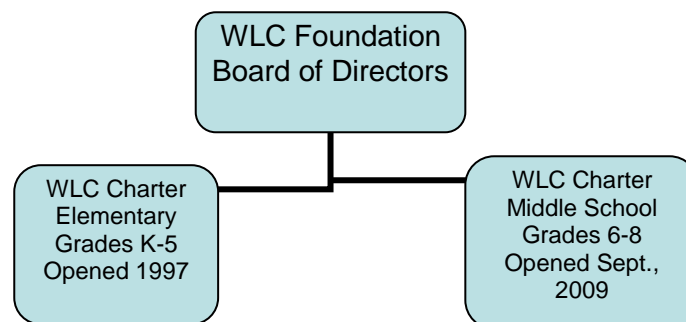 WLC Foundation
Board of Directors
WLC Charter
Elementary
Grades K-5
Opened 1997
WLC Charter
Middle School
Grades 6-8
Opened Sept.,
2009